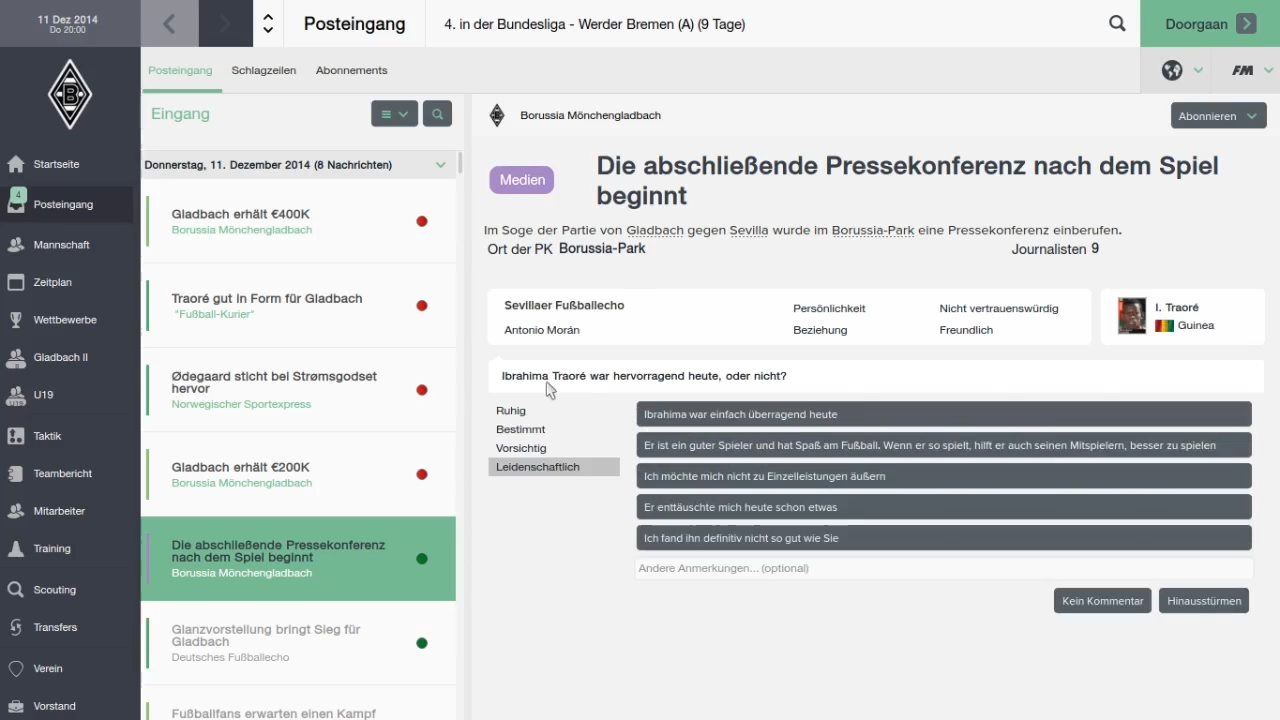 11 Dez 2014
Do 20:00
Posteingang
4. in der Bundesliga - Werder Bremen (A) (9 Tage)
Doorgaan
Posteingang
Schlagzeilen
Abonnements
FM
Startseite
4
Posteingang
Mannschaft
Zeitplan
Wettbewerbe
Gladbach II
U19
Taktik
Teambericht
Mitarbeiter
Training
Scouting
Transfers
Verein
Vorstand
Eingang
Donnerstag, 11. Dezember 2014 (8 Nachrichten)
Gladbach erhält €400K
Borussia Mönchengladbach
Traoré gut in Form für Gladbach
"Fußball-Kurier"
Ødegaard sticht bei Strømsgodset
hervor
Norwegischer Sportexpress
Gladbach erhält €200K
Borussia Mönchengladbach
Die abschließende Pressekonferenz
nach dem Spiel beginnt
Borussia Mönchengladbach
Glanzvorstellung bringt Sieg für
Gladbach
Deutsches Fußballecho
Fußballfans erwarten einen Kampf
Borussia Mönchengladbach
Abonnieren
Medien
Die abschließende Pressekonferenz nach dem Spiel
beginnt
Im Soge der Partie von Gladbach gegen Sevilla wurde im Borussia-Park eine Pressekonferenz einberufen.
Ort der PK Borussia-Park
Journalisten 9
Sevillaer Fußballecho
Persönlichkeit
Nicht vertrauenswürdig
Antonio Morán
Beziehung
Freundlich
I. Traoré
Guinea
Ibrahima Traoré war hervorragend heute, oder nicht?
Ruhig
Bestimmt
Vorsichtig
Leidenschaftlich
Ibrahima war einfach überragend heute
Er ist ein guter Spieler und hat Spaß am Fußball. Wenn er so spielt, hilft er auch seinen Mitspielern, besser zu spielen
Ich möchte mich nicht zu Einzelleistungen äußern
Er enttäuschte mich heute schon etwas
Ich fand ihn definitiv nicht so gut wie Sie
Andere Anmerkungen... (optional)
Kein Kommentar
Hinausstürmen